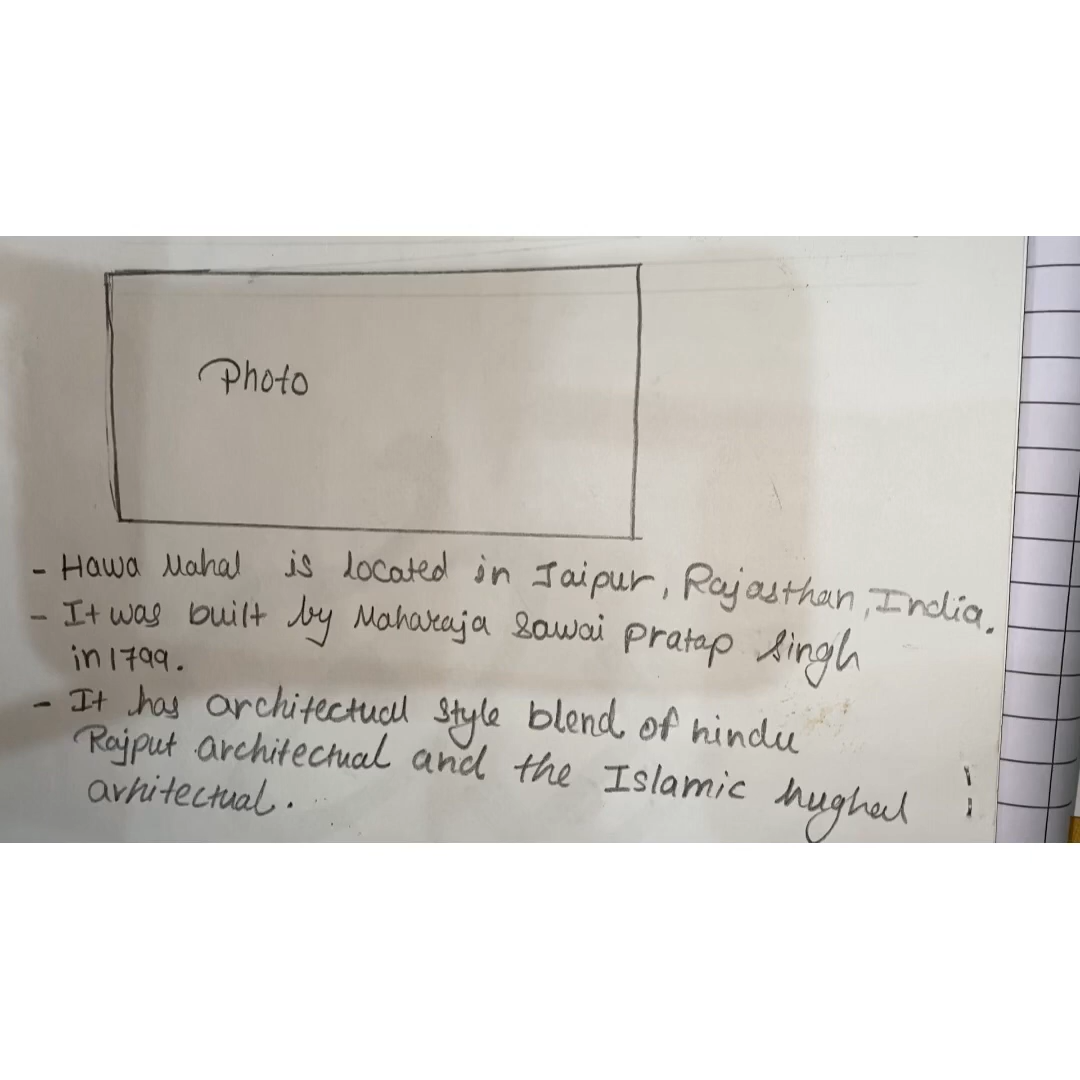 Photo
- Hawa Mahal is located in Jaipur, Rajasthan, India.
- It was built by Maharaja Sawai Pratap Singh
in 1799.
- It has architectual style blend of hindu
Rajput architectual and the Islamic Mughal
arhitectual.